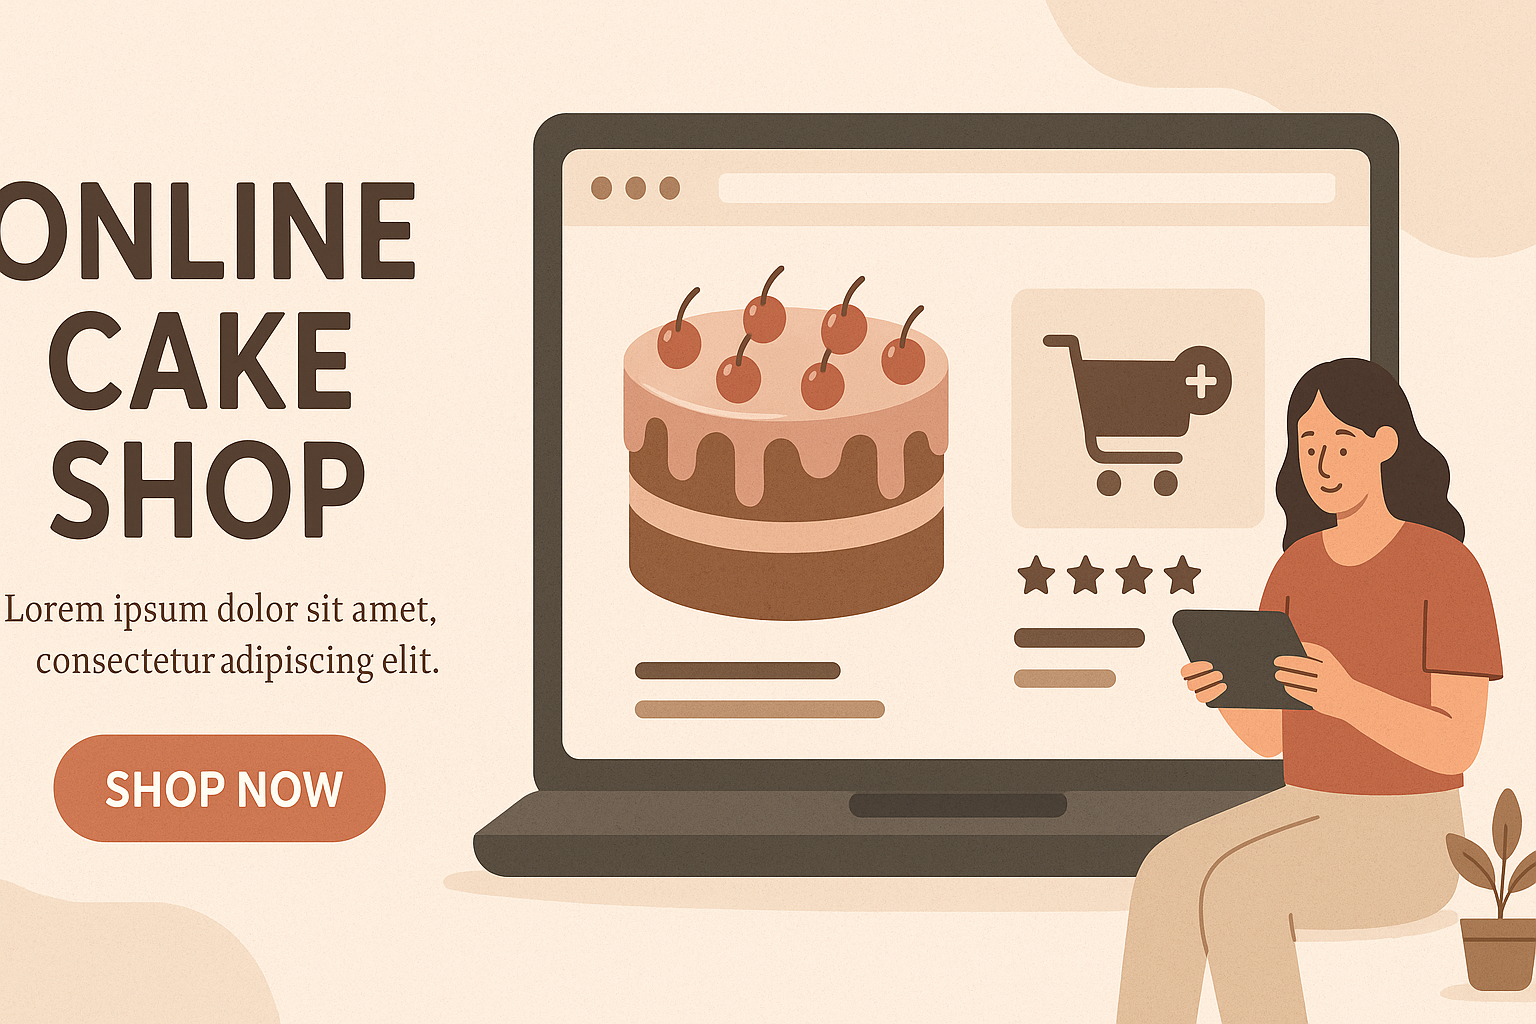 ONLINE
CAKE
SHOP
Lorem ipsum dolor sit amet,
consectetur adipiscing elit.
SHOP NOW